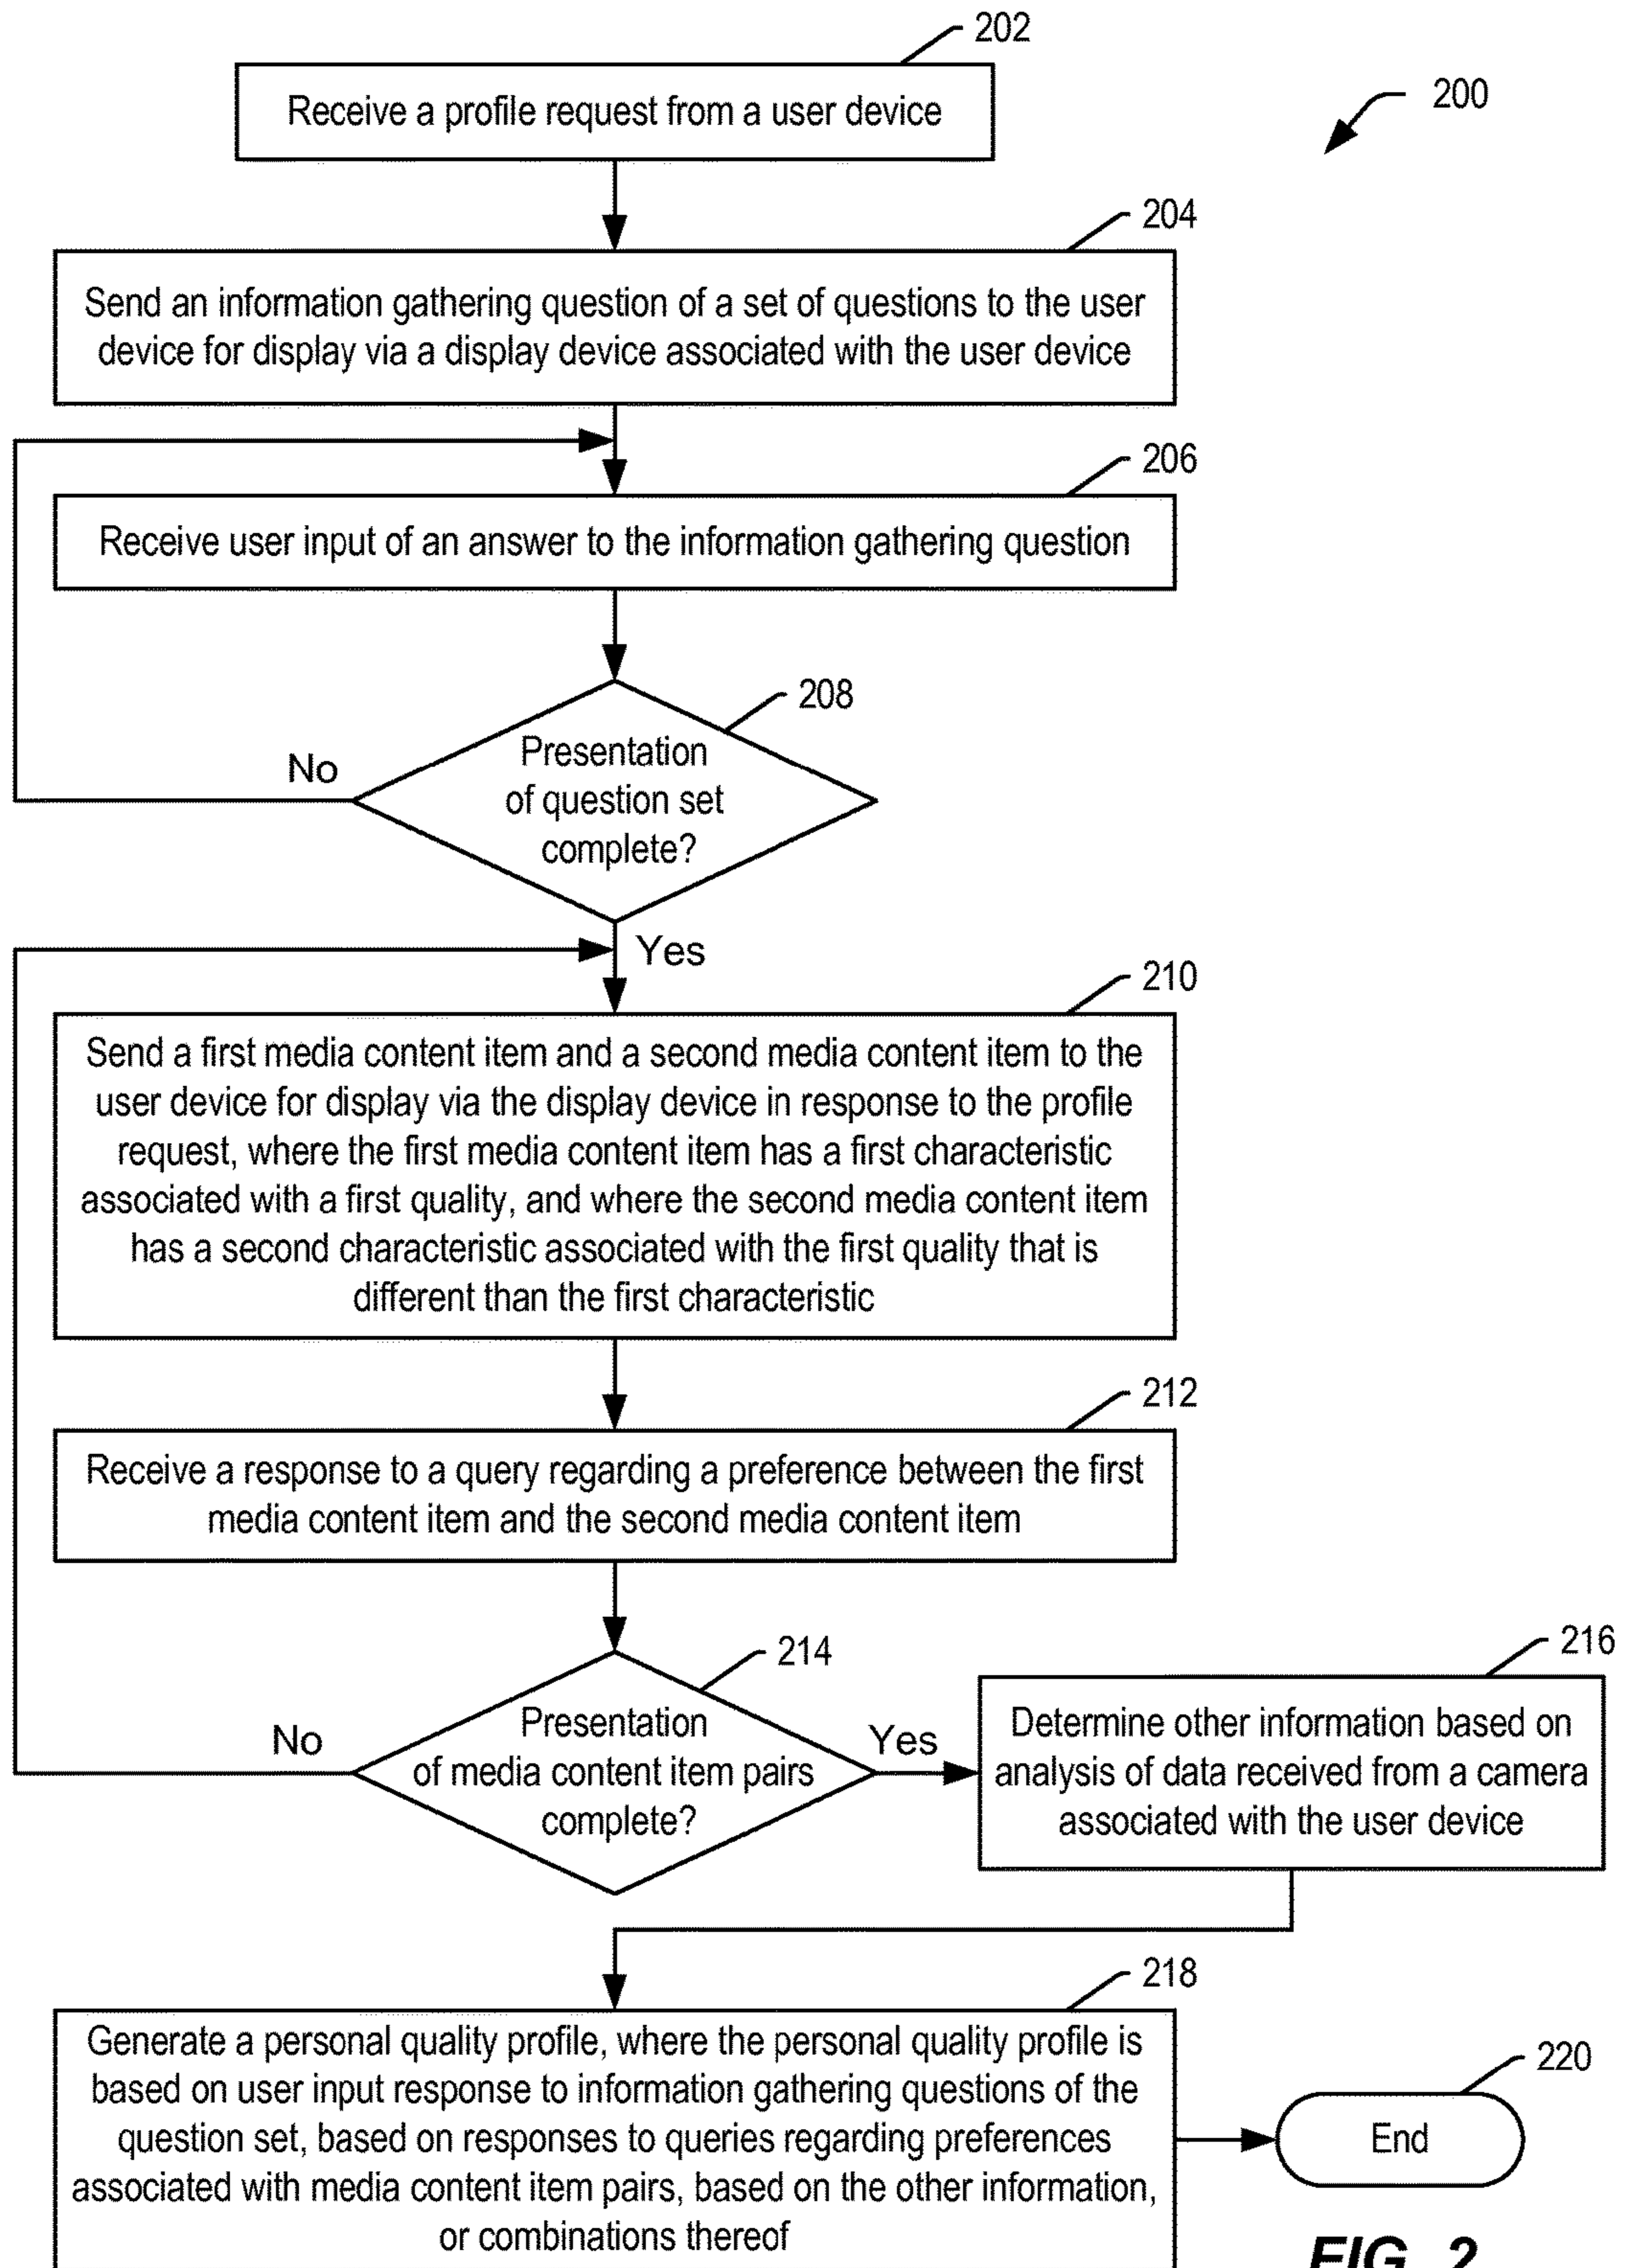 202
200
Receive a profile request from a user device
204
Send an information gathering question of a set of questions to the user
device for display via a display device associated with the user device
206
Receive user input of an answer to the information gathering question
208
Presentation
of question set
complete?
No
Yes
210
Send a first media content item and a second media content item to the
user device for display via the display device in response to the profile
request, where the first media content item has a first characteristic
associated with a first quality, and where the second media content item
has a second characteristic associated with the first quality that is
different than the first characteristic
212
Receive a response to a query regarding a preference between the first
media content item and the second media content item
214
Presentation
of media content item pairs
complete?
No
Yes
216
Determine other information based on
analysis of data received from a camera
associated with the user device
218
Generate a personal quality profile, where the personal quality profile is
based on user input response to information gathering questions of the
question set, based on responses to queries regarding preferences
associated with media content item pairs, based on the other information,
or combinations thereof
220
End
FIG. 2